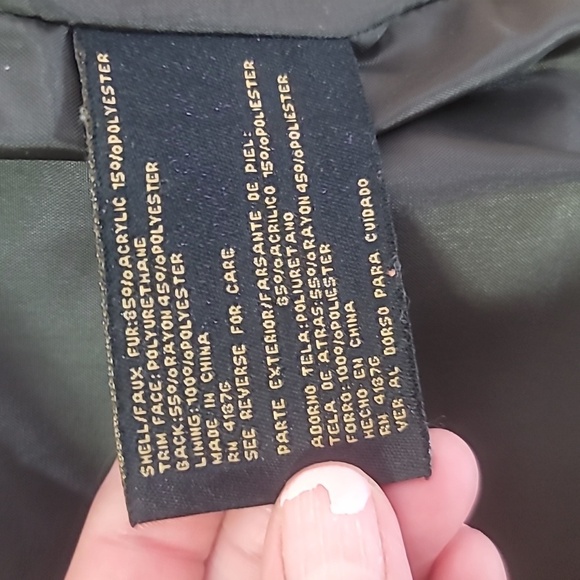 SHELL/FAUX FUR:85%ACRYLIC 15%POLYESTER
TRIM FACE:POLYURETHANE
BACK:55%RAYON 45%POLYESTER
LINING:100%POLYESTER
MADE IN CHINA
RN 4187G
SEE REVERSE FOR CARE
PARTE EXTERIOR/FARSANTE DE PIEL:
85%ACRILICO 15%POLIESTER
ADORNO TELA:POLIURETANO
TELA DE ATRAS:55%RAYON 45%POLIESTER
FORRO:100%POLIESTER
HECHO EN CHINA
RN 4187G
VER AL DORSO PARA CUIDADO